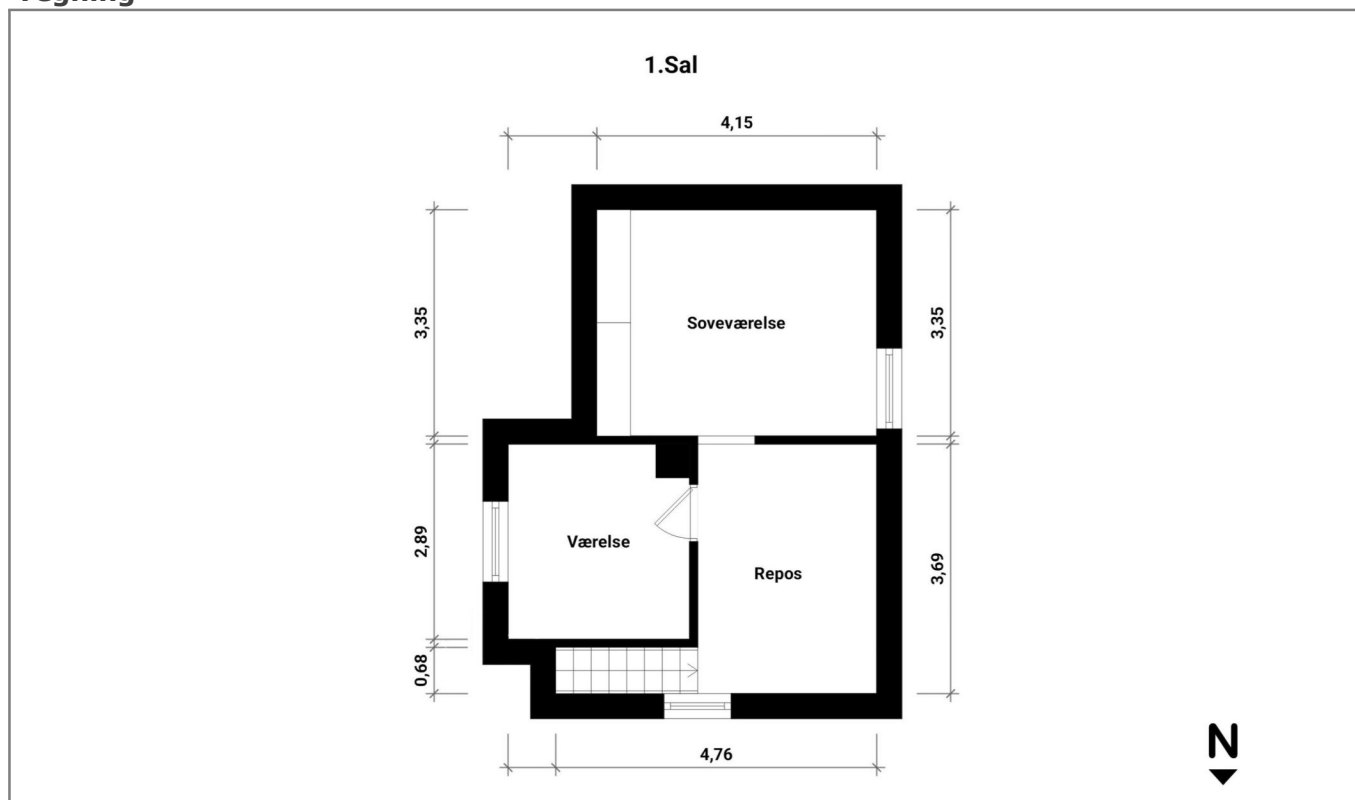 Tegning
1.Sal
4,15
3,35
3,35
Soveværelse
2,89
Værelse
Repos
3,69
0,68
4,76
N